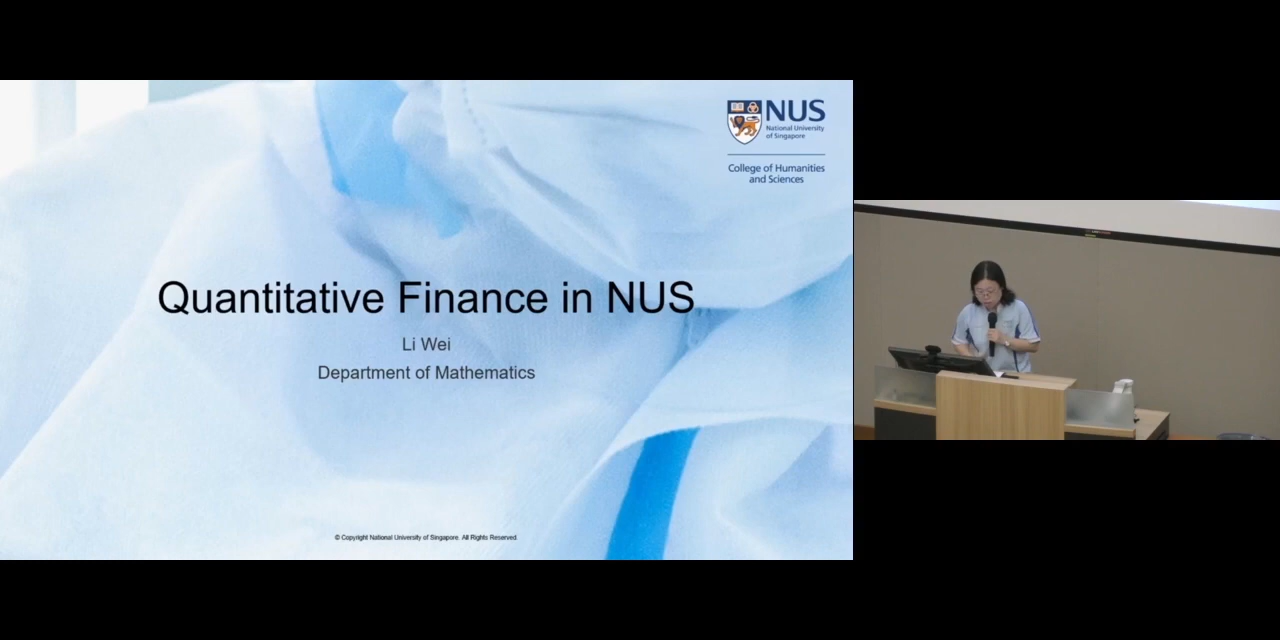 NUS
National University
of Singapore
College of Humanities
and Sciences
Quantitative Finance in NUS
Li Wei
Department of Mathematics
© Copyright National University of Singapore. All Rights Reserved.